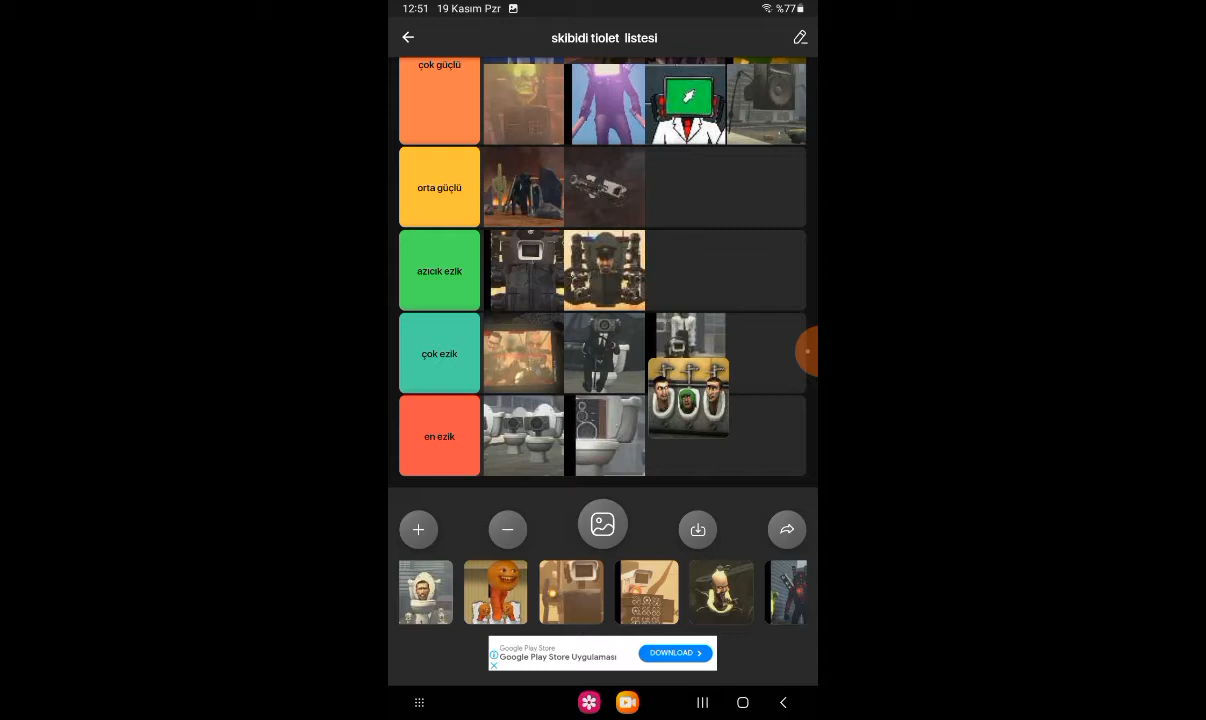 12:51 19 Kasım Pzr %77
skibidi tiolet listesi
çok güçlü
orta güçlü
azıcık ezik
çok ezik
en ezik
Google Play Store
Google Play Store Uygulaması
DOWNLOAD